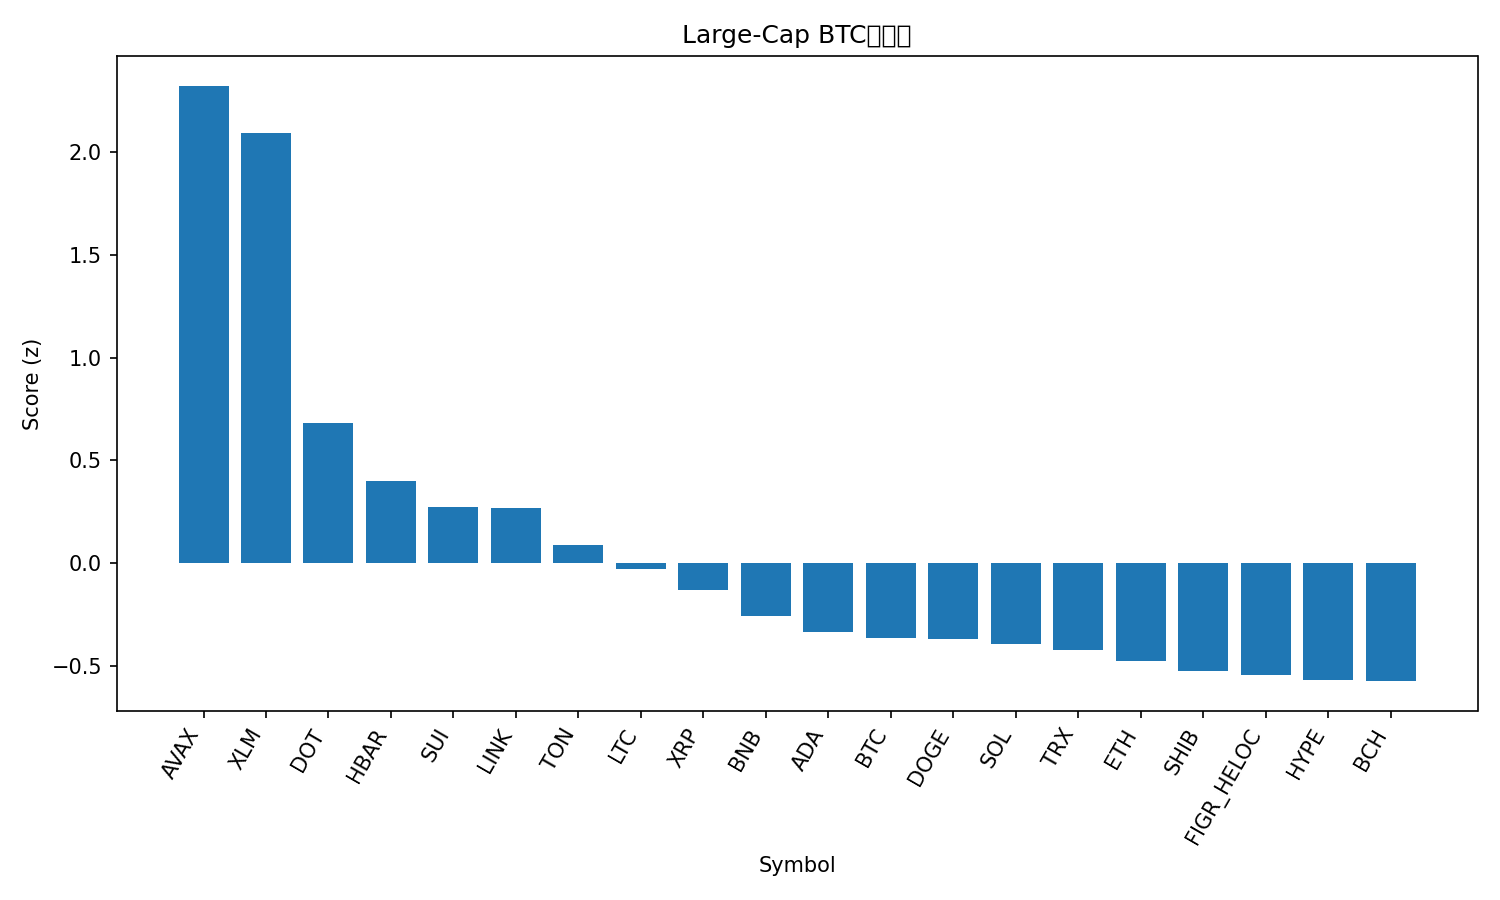 Large-Cap BTC
Score (z)
2.0
1.5
1.0
0.5
0.0
−0.5
AVAX
XLM
DOT
HBAR
SUI
LINK
TON
LTC
XRP
BNB
ADA
BTC
DOGE
SOL
TRX
ETH
SHIB
FIGR_HELOC
HYPE
BCH
Symbol